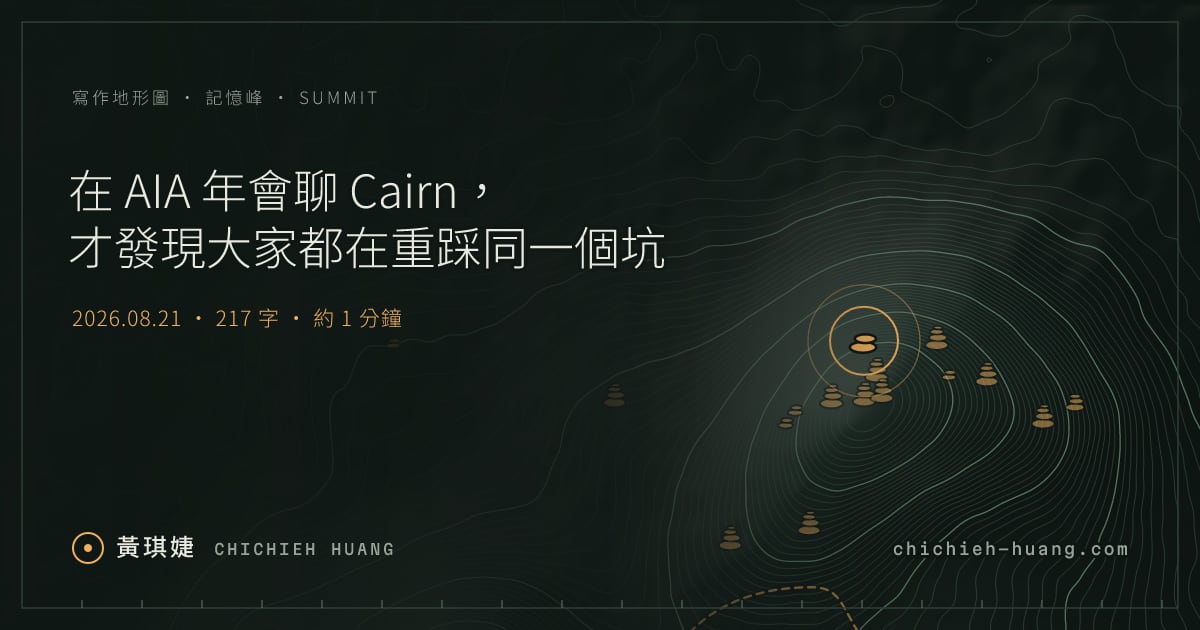 寫作地形圖 · 記憶峰 · SUMMIT
在 AIA 年會聊 Cairn，
才發現大家都在重踩同一個坑
2026.08.21 · 217 字 · 約 1 分鐘
黃琪婕 CHICHIEH HUANG
chichieh-huang.com